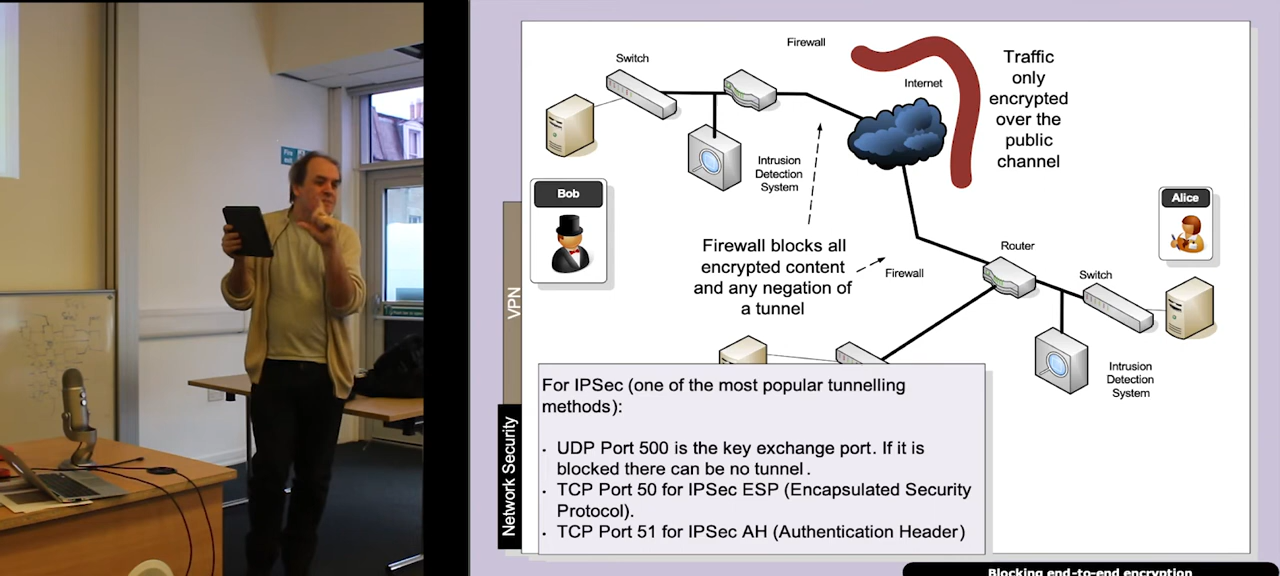 Fire
Switch
Firewall
Internet
Traffic
only
encrypted
over the
public
channel
Intrusion
Detection
System
Bob
Alice
Firewall blocks all
encrypted content
and any negation of
a tunnel
Firewall
Router
Switch
Intrusion
Detection
System
VPN
Network Security
For IPSec (one of the most popular tunnelling
methods):
· UDP Port 500 is the key exchange port. If it is
blocked there can be no tunnel.
· TCP Port 50 for IPSec ESP (Encapsulated Security
Protocol).
· TCP Port 51 for IPSec AH (Authentication Header)
Blocking end-to-end encryption